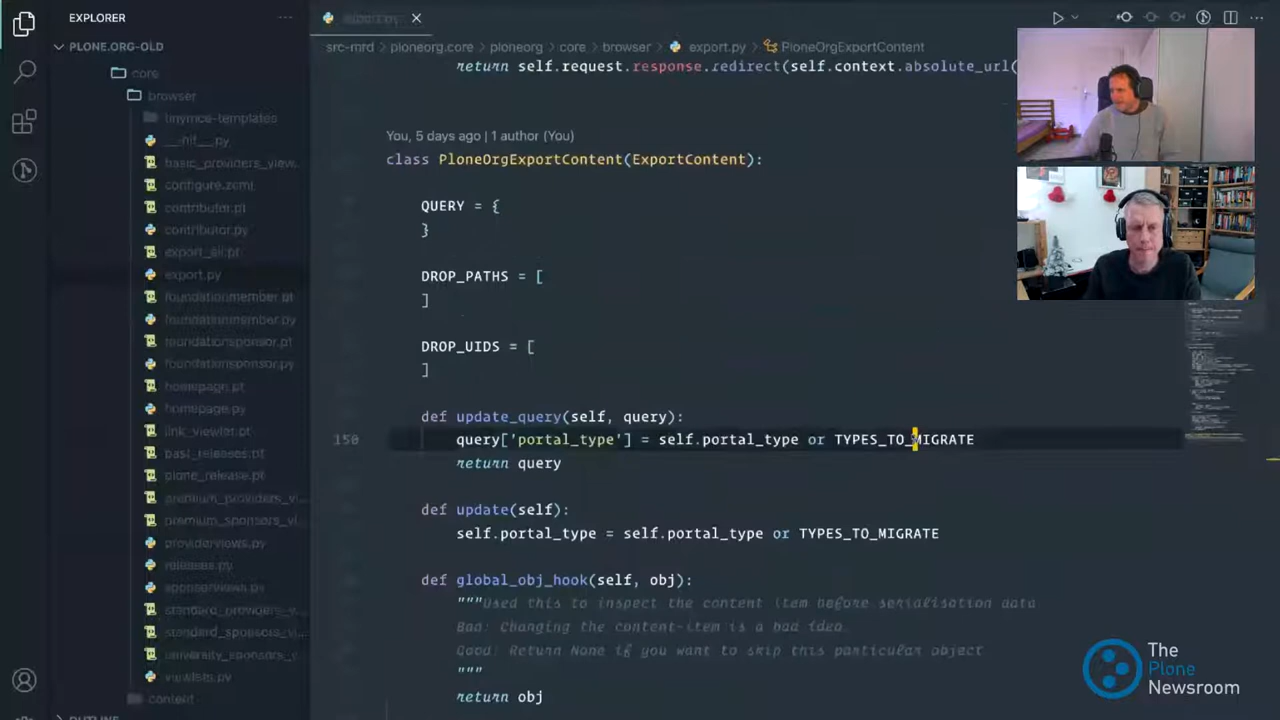 EXPLORER
PLONE.ORG-OLD
core
browser
tinymce-templates
__init__.py
basic_providers_view...
configure.zcml
contributor.pt
contributor.py
export_all.pt
export.py
foundationmember.pt
foundationmember.py
foundationsponsor.pt
foundationsponsor.py
homepage.pt
homepage.py
link_viewlet.pt
past_releases.pt
plone_release.pt
premium_providers_vi...
premium_sponsors_vi...
providerviews.py
releases.py
sponsorviews.py
standard_providers_v...
standard_sponsors_v...
university_sponsors_v...
viewlets.py
content
OUTLINE
export.py
src-mrd > ploneorg.core > ploneorg > core > browser > export.py > PloneOrgExportContent
return self.request.response.redirect(self.context.absolute_url(
You, 5 days ago | 1 author (You)
class PloneOrgExportContent(ExportContent):
QUERY = {
}
DROP_PATHS = [
]
DROP_UIDS = [
]
def update_query(self, query):
150 query['portal_type'] = self.portal_type or TYPES_TO_MIGRATE
return query
def update(self):
self.portal_type = self.portal_type or TYPES_TO_MIGRATE
def global_obj_hook(self, obj):
"""Used this to inspect the content item before serialisation data
Bad: Changing the content-item is a bad idea.
Good: Return None if you want to skip this particular object
"""
return obj
The
Plone
Newsroom